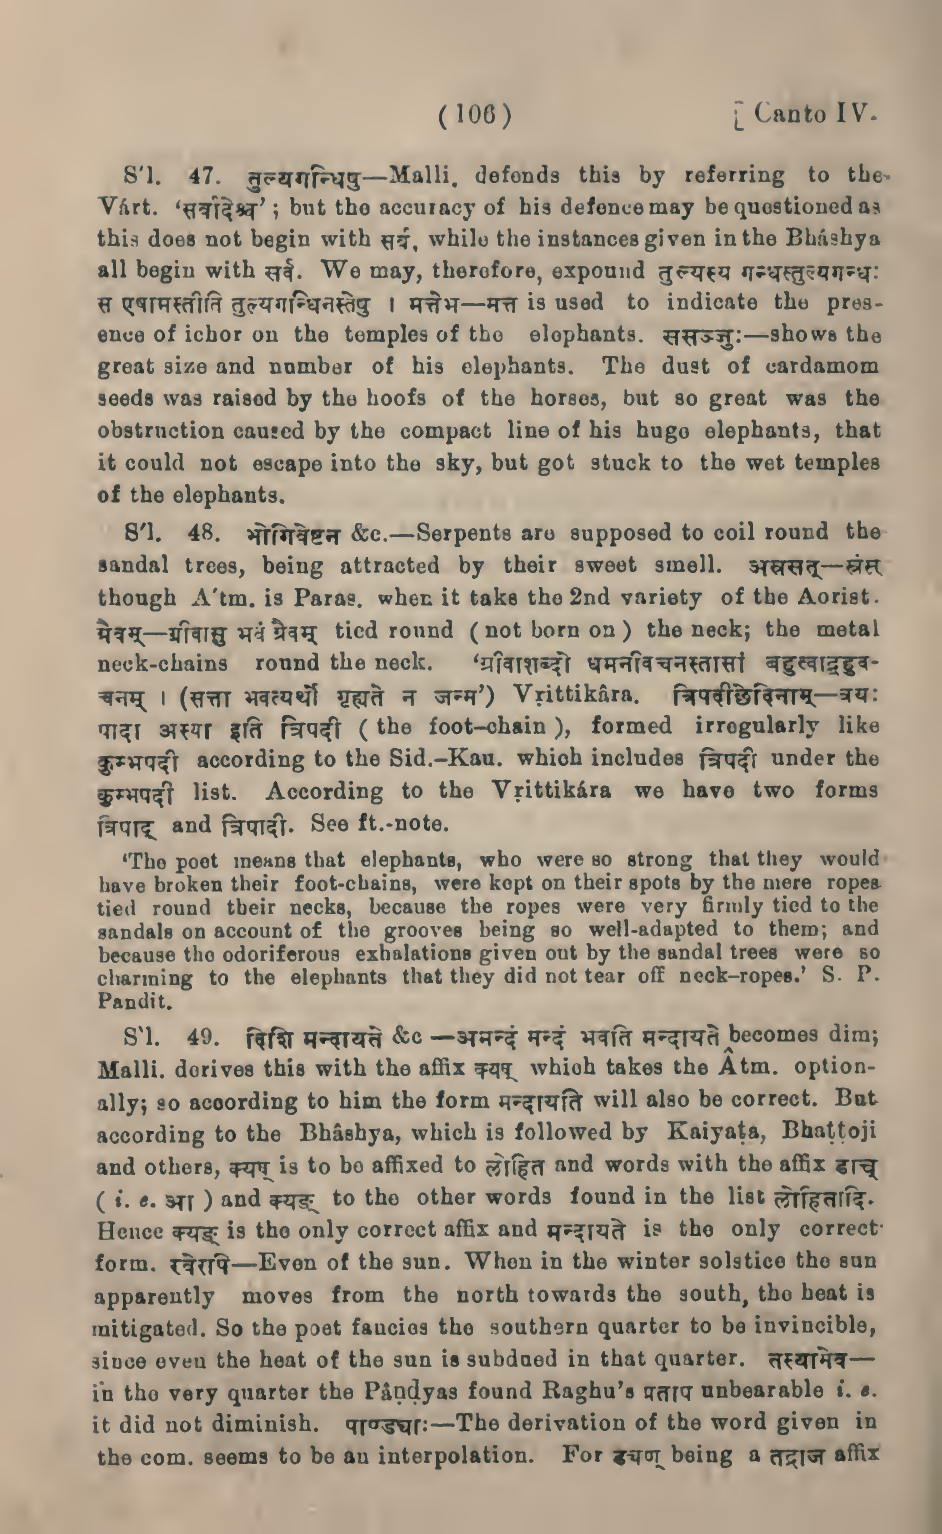 ( 106 ) [ Canto IV.
S'l. 47. तुल्यगन्धिषु—Malli. defends this by referring to the
Várt. ‘सर्वादेश्च’ ; but the accuracy of his defence may be questioned as
this does not begin with सर्व, while the instances given in the Bháshya
all begin with सर्व. We may, therefore, expound तुल्यस्य गन्धस्तुल्यगन्धः
स एषामस्तीति तुल्यगन्धिनस्तेषु । मत्तेभ—मत्त is used to indicate the pres-
ence of ichor on the temples of the elephants. ससञ्जुः—shows the
great size and number of his elephants. The dust of cardamom
seeds was raised by the hoofs of the horses, but so great was the
obstruction caused by the compact line of his huge elephants, that
it could not escape into the sky, but got stuck to the wet temples
of the elephants.
S'l. 48. भोगिवेष्टन &c.—Serpents are supposed to coil round the
sandal trees, being attracted by their sweet smell. अस्रसत्—स्रंस्
though A'tm. is Paras. when it take the 2nd variety of the Aorist.
ग्रैवम्—ग्रीवासु भवं ग्रैवम् tied round ( not born on ) the neck; the metal
neck-chains round the neck. ‘ग्रीवाशब्दो धमनीवचनस्तासां बहुत्वाद्बहुव-
चनम् । (सत्ता भवत्यर्थो गृह्यते न जन्म’) Vṛittikâra. त्रिपदीछेदिनाम्—त्रयः
पादा अस्या इति त्रिपदी ( the foot-chain ), formed irregularly like
कुम्भपदी according to the Sid.-Kau. which includes त्रिपदी under the
कुम्भपदी list. According to the Vṛittikára we have two forms
त्रिपाद् and त्रिपादी. See ft.-note.
‘The poet means that elephants, who were so strong that they would
have broken their foot-chains, were kept on their spots by the mere ropes
tied round their necks, because the ropes were very firmly tied to the
sandals on account of the grooves being so well-adapted to them; and
because the odoriferous exhalations given out by the sandal trees were so
charming to the elephants that they did not tear off neck-ropes.’ S. P.
Pandit.
S'l. 49. दिशि मन्दायते &c —अमन्दं मन्दं भवति मन्दायते becomes dim;
Malli. derives this with the affix क्यष् which takes the Âtm. option-
ally; so according to him the form मन्दायति will also be correct. But
according to the Bhâshya, which is followed by Kaiyaṭa, Bhaṭṭoji
and others, क्यष् is to be affixed to लोहित and words with the affix डाच्
( i. e. आ ) and क्यङ् to the other words found in the list लोहितादि.
Hence क्यङ् is the only correct affix and मन्दायते is the only correct
form. रवेरपि—Even of the sun. When in the winter solstice the sun
apparently moves from the north towards the south, the heat is
mitigated. So the poet fancies the southern quarter to be invincible,
since even the heat of the sun is subdued in that quarter. तस्यामेव—
in the very quarter the Pâṇḍyas found Raghu's प्रताप unbearable i. e.
it did not diminish. पाण्ड्याः—The derivation of the word given in
the com. seems to be an interpolation. For ड्यण् being a तद्राज affix